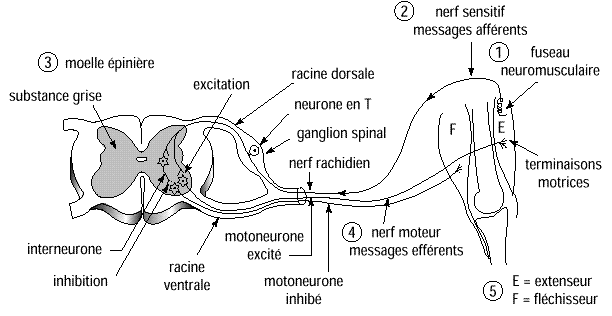 2 nerf sensitif
messages afférents
1 fuseau
neuromusculaire
3 moelle épinière
substance grise
excitation
racine dorsale
neurone en T
ganglion spinal
nerf rachidien
F
E
terminaisons
motrices
interneurone
inhibition
racine
ventrale
motoneurone
excité
motoneurone
inhibé
4 nerf moteur
messages efférents
5 E = extenseur
F = fléchisseur